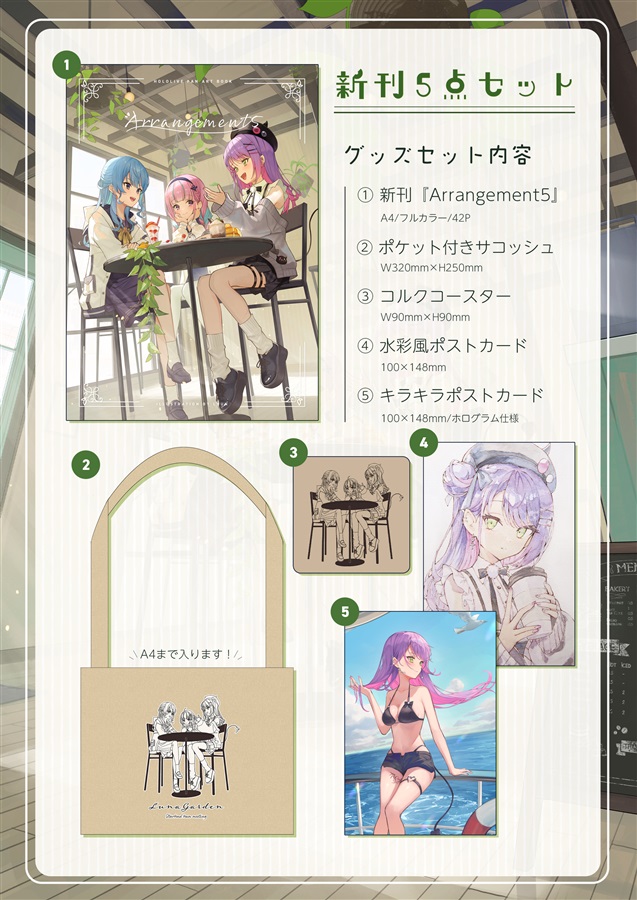 新刊5点セット
グッズセット内容
① 新刊『Arrangement5』
A4/フルカラー/42P
② ポケット付きサコッシュ
W320mm×H250mm
③ コルクコースター
W90mm×H90mm
④ 水彩風ポストカード
100×148mm
⑤ キラキラポストカード
100×148mm/ホログラム仕様
1
HOLOLIVE FAN ART BOOK
Arrangement5
2
A4まで入ります!
LunaGarden
3
4
5
MEN
BAKERY